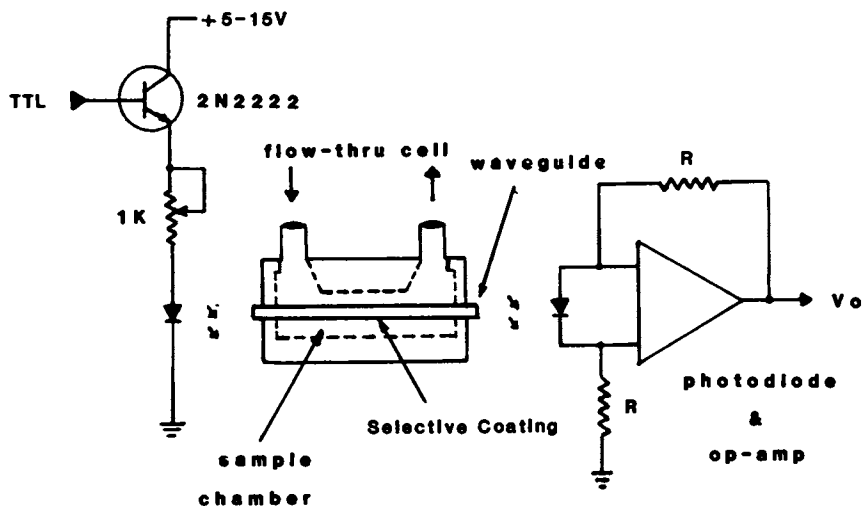 +5-15V
TTL
2N2222
flow-thru cell
waveguide
R
1K
Vo
R
photodiode
&
op-amp
Selective Coating
sample
chamber